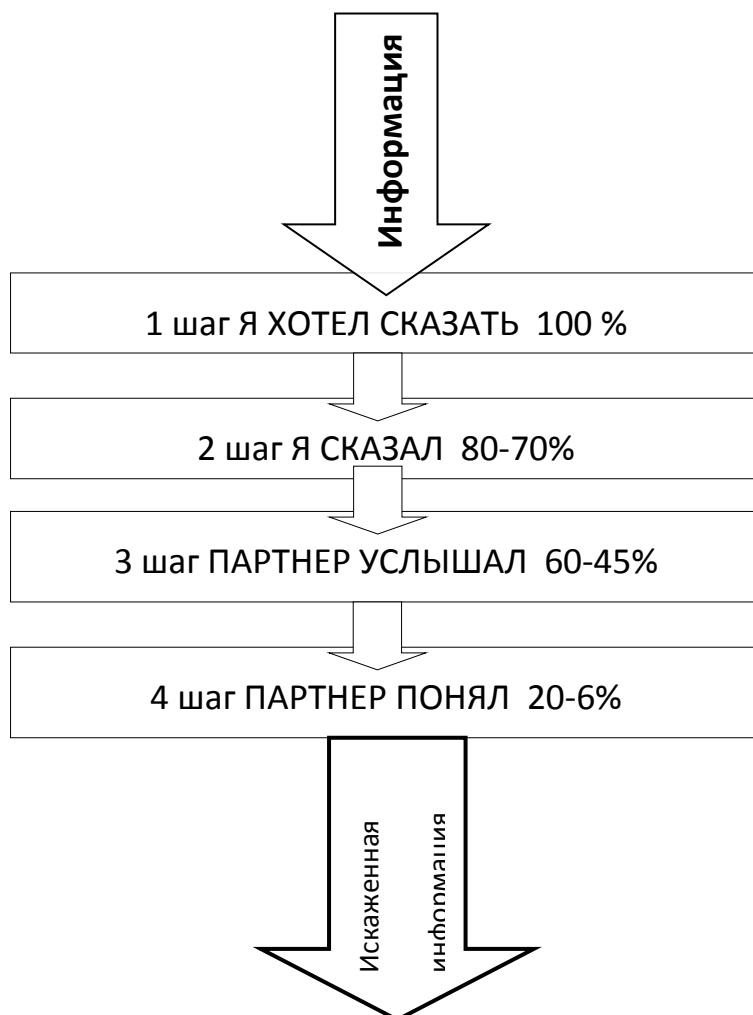 Информация
1 шаг Я ХОТЕЛ СКАЗАТЬ 100 %
2 шаг Я СКАЗАЛ 80-70%
3 шаг ПАРТНЕР УСЛЫШАЛ 60-45%
4 шаг ПАРТНЕР ПОНЯЛ 20-6%
Искаженная
информация